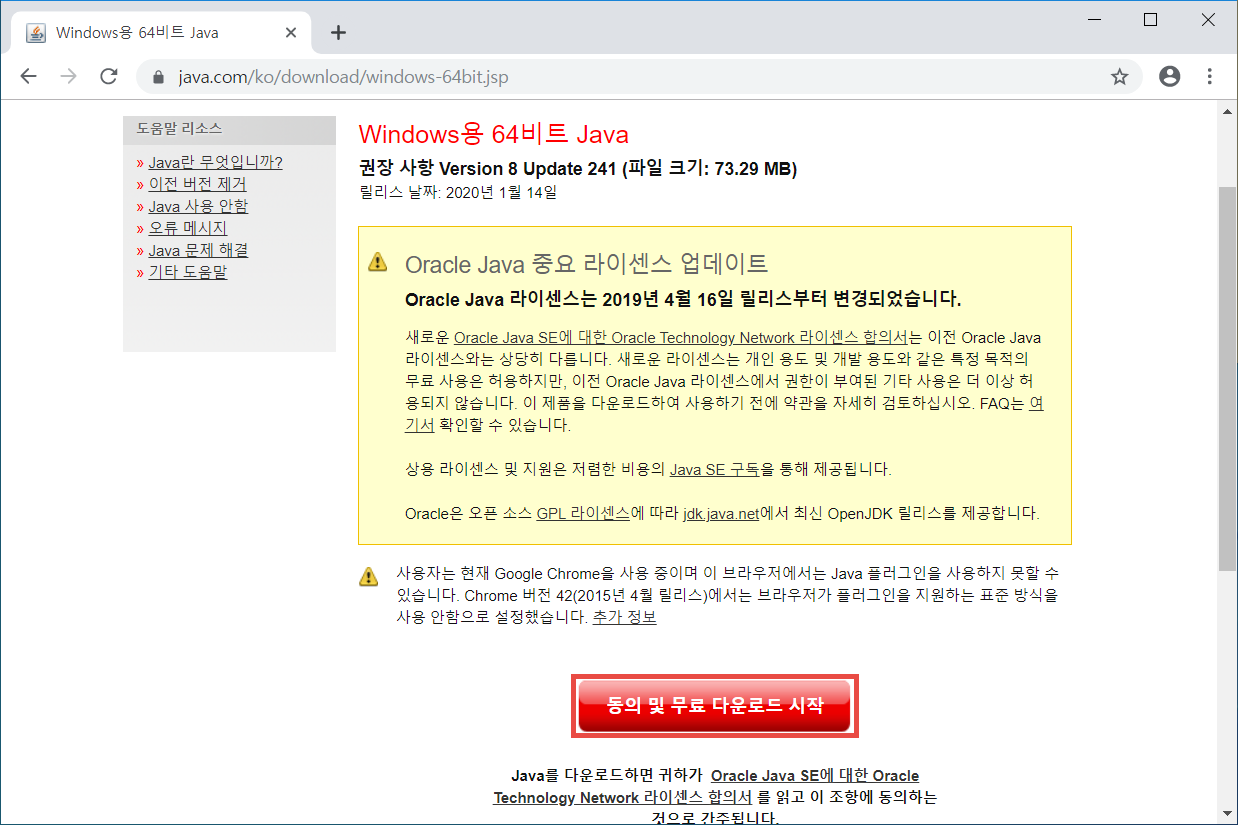 Windows용 64비트 Java
java.com/ko/download/windows-64bit.jsp
도움말 리소스
» Java란 무엇입니까?
» 이전 버전 제거
» Java 사용 안함
» 오류 메시지
» Java 문제 해결
» 기타 도움말
Windows용 64비트 Java
권장 사항 Version 8 Update 241 (파일 크기: 73.29 MB)
릴리스 날짜: 2020년 1월 14일
Oracle Java 중요 라이센스 업데이트
Oracle Java 라이센스는 2019년 4월 16일 릴리스부터 변경되었습니다.
새로운 Oracle Java SE에 대한 Oracle Technology Network 라이센스 합의서는 이전 Oracle Java
라이센스와는 상당히 다릅니다. 새로운 라이센스는 개인 용도 및 개발 용도와 같은 특정 목적의
무료 사용은 허용하지만, 이전 Oracle Java 라이센스에서 권한이 부여된 기타 사용은 더 이상 허
용되지 않습니다. 이 제품을 다운로드하여 사용하기 전에 약관을 자세히 검토하십시오. FAQ는 여
기서 확인할 수 있습니다.
상용 라이센스 및 지원은 저렴한 비용의 Java SE 구독을 통해 제공됩니다.
Oracle은 오픈 소스 GPL 라이센스에 따라 jdk.java.net에서 최신 OpenJDK 릴리스를 제공합니다.
사용자는 현재 Google Chrome을 사용 중이며 이 브라우저에서는 Java 플러그인을 사용하지 못할 수
있습니다. Chrome 버전 42(2015년 4월 릴리스)에서는 브라우저가 플러그인을 지원하는 표준 방식을
사용 안함으로 설정했습니다. 추가 정보
동의 및 무료 다운로드 시작
Java를 다운로드하면 귀하가 Oracle Java SE에 대한 Oracle
Technology Network 라이센스 합의서 를 읽고 이 조항에 동의하는
것으로 간주됩니다.